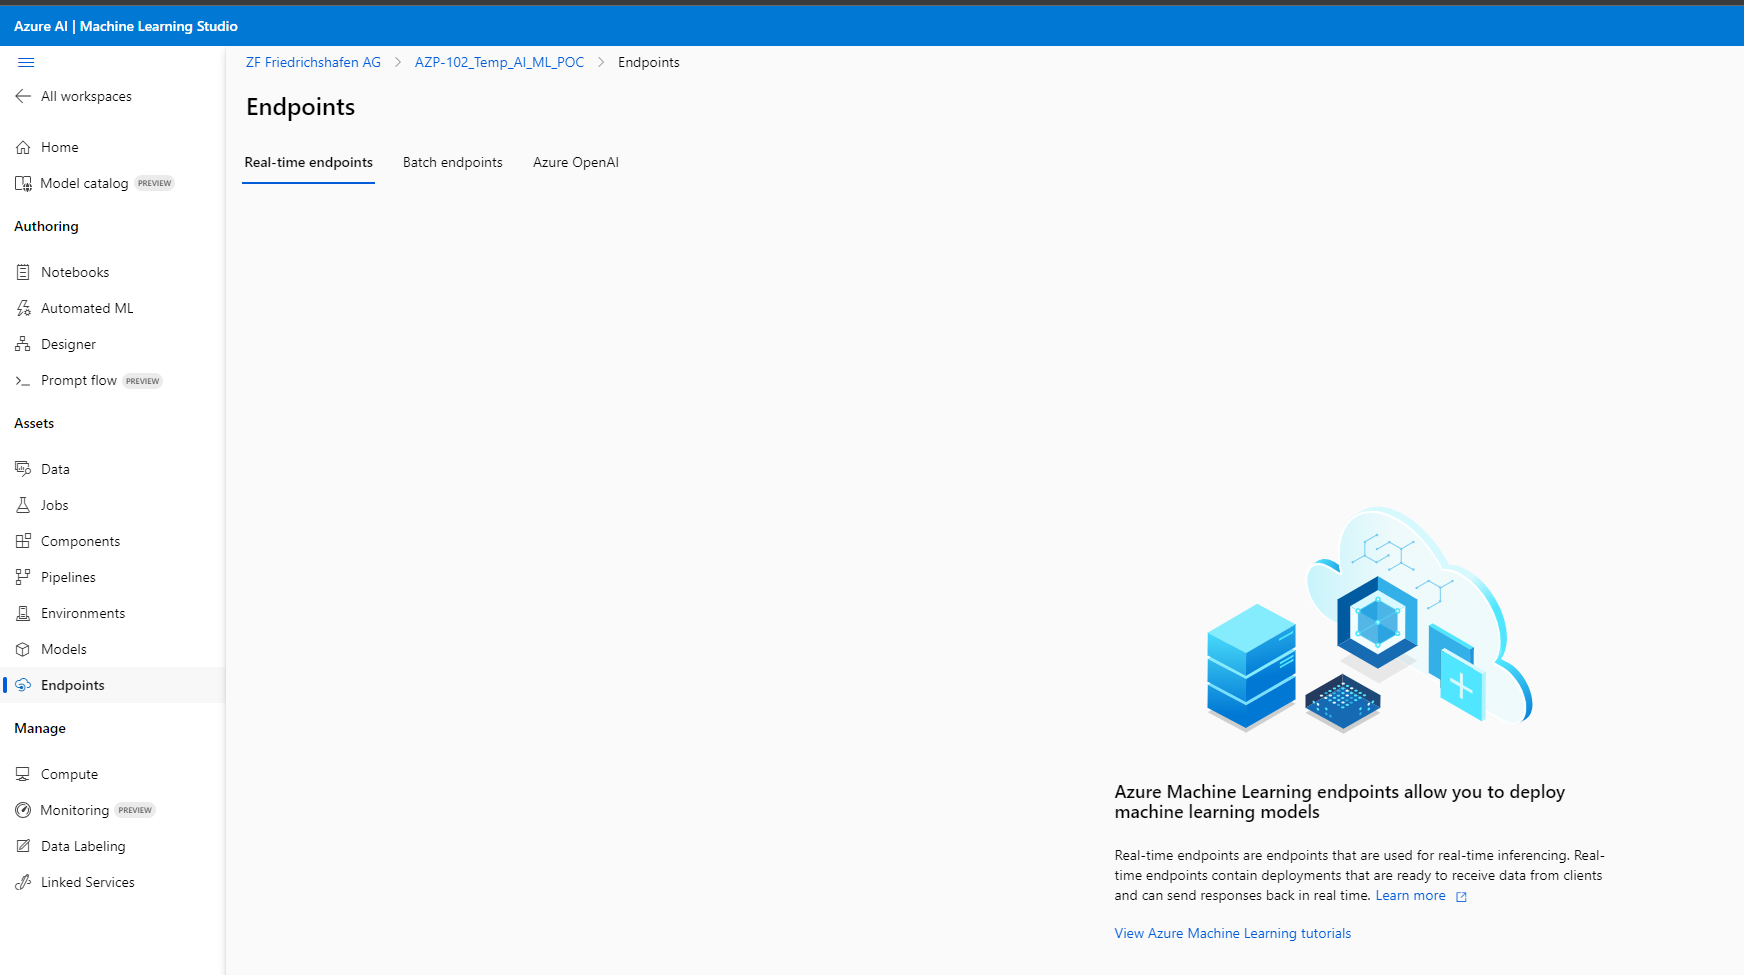 Azure AI | Machine Learning Studio
ZF Friedrichshafen AG > AZP-102_Temp_AI_ML_POC > Endpoints
All workspaces
Home
Model catalog PREVIEW
Authoring
Notebooks
Automated ML
Designer
Prompt flow PREVIEW
Assets
Data
Jobs
Components
Pipelines
Environments
Models
Endpoints
Manage
Compute
Monitoring PREVIEW
Data Labeling
Linked Services
Endpoints
Real-time endpoints
Batch endpoints
Azure OpenAI
Azure Machine Learning endpoints allow you to deploy
machine learning models
Real-time endpoints are endpoints that are used for real-time inferencing. Real-
time endpoints contain deployments that are ready to receive data from clients
and can send responses back in real time. Learn more
View Azure Machine Learning tutorials